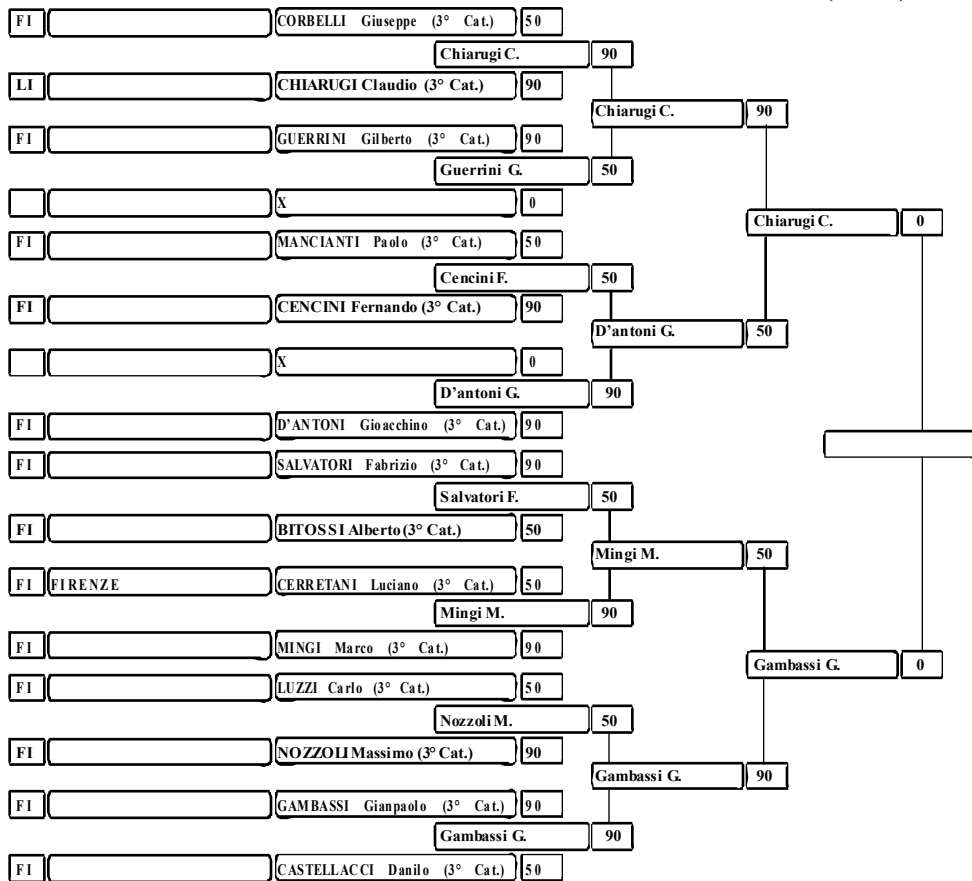 FI CORBELLI Giuseppe (3° Cat.) 50
Chiarugi C. 90
LI CHIARUGI Claudio (3° Cat.) 90
Chiarugi C. 90
FI GUERRINI Gilberto (3° Cat.) 90
Guerrini G. 50
X 0
Chiarugi C. 0
FI MANCIANTI Paolo (3° Cat.) 50
Cencini F. 50
FI CENCINI Fernando (3° Cat.) 90
D'antoni G. 50
X 0
D'antoni G. 90
FI D'ANTONI Gioacchino (3° Cat.) 90
FI SALVATORI Fabrizio (3° Cat.) 90
Salvatori F. 50
FI BITOSSI Alberto (3° Cat.) 50
Mingi M. 50
FI FIRENZE CERRETANI Luciano (3° Cat.) 50
Mingi M. 90
FI MINGI Marco (3° Cat.) 90
Gambassi G. 0
FI LUZZI Carlo (3° Cat.) 50
Nozzoli M. 50
FI NOZZOLI Massimo (3° Cat.) 90
Gambassi G. 90
FI GAMBASSI Gianpaolo (3° Cat.) 90
Gambassi G. 90
FI CASTELLACCI Danilo (3° Cat.) 50